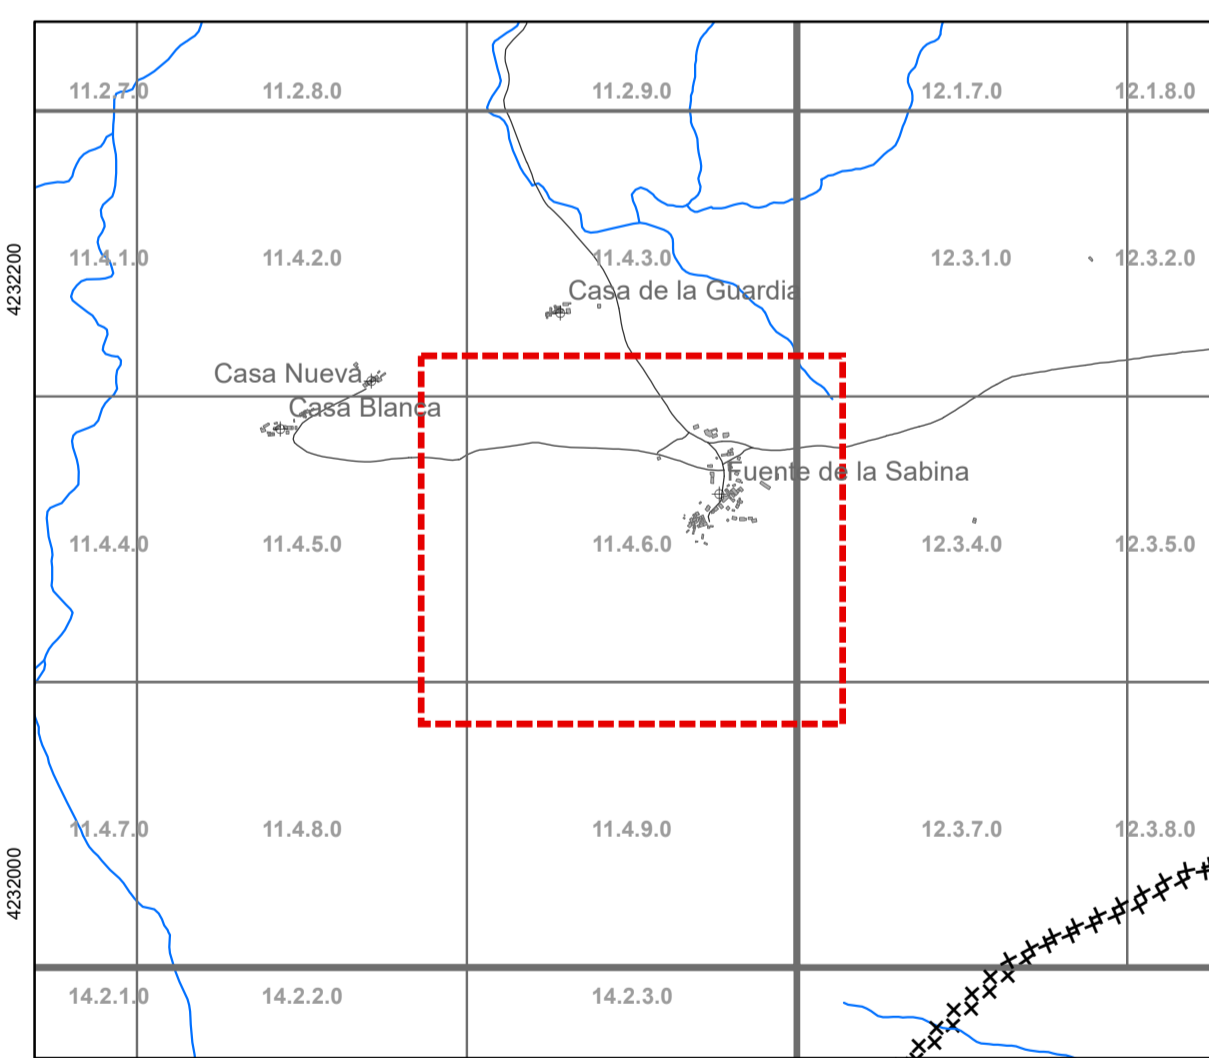 11.2.7.0 11.2.8.0 11.2.9.0 12.1.7.0 12.1.8.0
4232200
11.4.1.0 11.4.2.0 11.4.3.0 12.3.1.0 12.3.2.0
Casa de la Guardia
Casa Nueva
Casa Blanca
Fuente de la Sabina
11.4.4.0 11.4.5.0 11.4.6.0 12.3.4.0 12.3.5.0
11.4.7.0 11.4.8.0 11.4.9.0 12.3.7.0 12.3.8.0
4232000
14.2.1.0 14.2.2.0 14.2.3.0